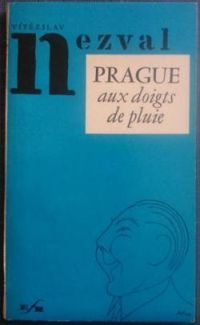 VÍTĚZSLAV
nezval
PRAGUE
aux doigts
de pluie